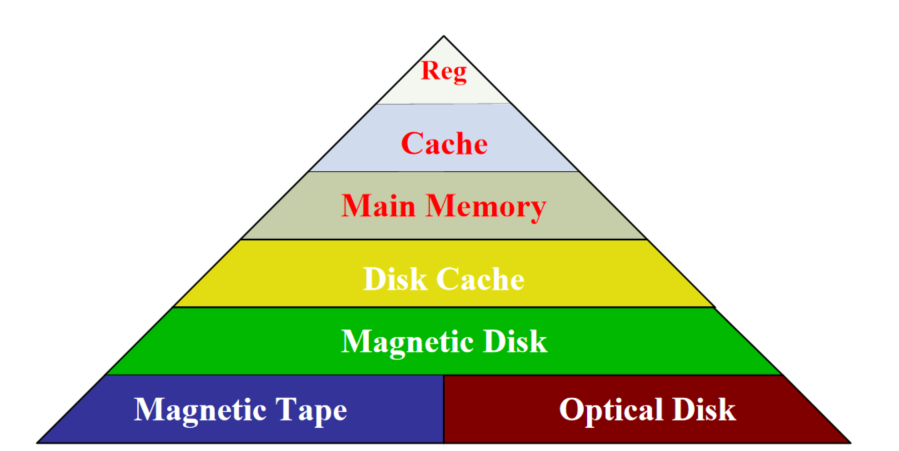 Reg
Cache
Main Memory
Disk Cache
Magnetic Disk
Magnetic Tape
Optical Disk